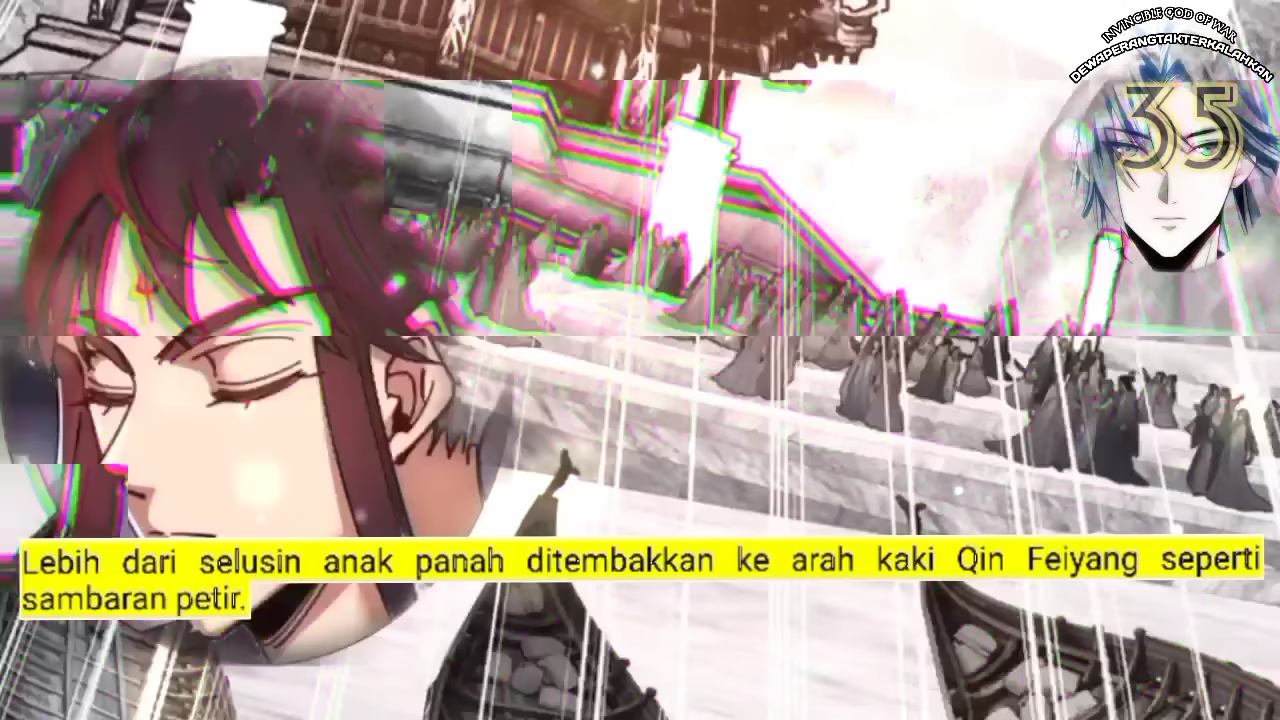 INVINCIBLE GOD OF WAR
DEWAPERANGTAKTERKALAHKAN
35
Lebih dari selusin anak panah ditembakkan ke arah kaki Qin Feiyang seperti
sambaran petir.